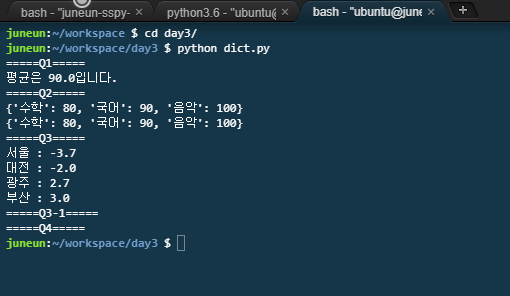 bash - "juneun-sspy-
python3.6 - "ubuntu@
bash - "ubuntu@june
juneun:~/workspace $ cd day3/
juneun:~/workspace/day3 $ python dict.py
=====Q1=====
평균은 90.0입니다.
=====Q2=====
{'수학': 80, '국어': 90, '음악': 100}
{'수학': 80, '국어': 90, '음악': 100}
=====Q3=====
서울 : -3.7
대전 : -2.0
광주 : 2.7
부산 : 3.0
=====Q3-1=====
=====Q4=====
juneun:~/workspace/day3 $